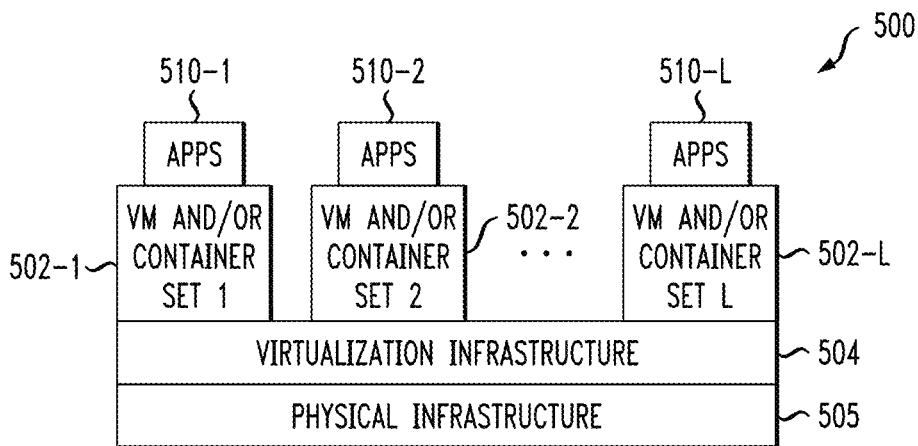 500
510-1 510-2 510-L
APPS APPS APPS
VM AND/OR VM AND/OR VM AND/OR
CONTAINER CONTAINER CONTAINER
SET 1 SET 2 SET L
502-1 502-2 ... 502-L
VIRTUALIZATION INFRASTRUCTURE 504
PHYSICAL INFRASTRUCTURE 505